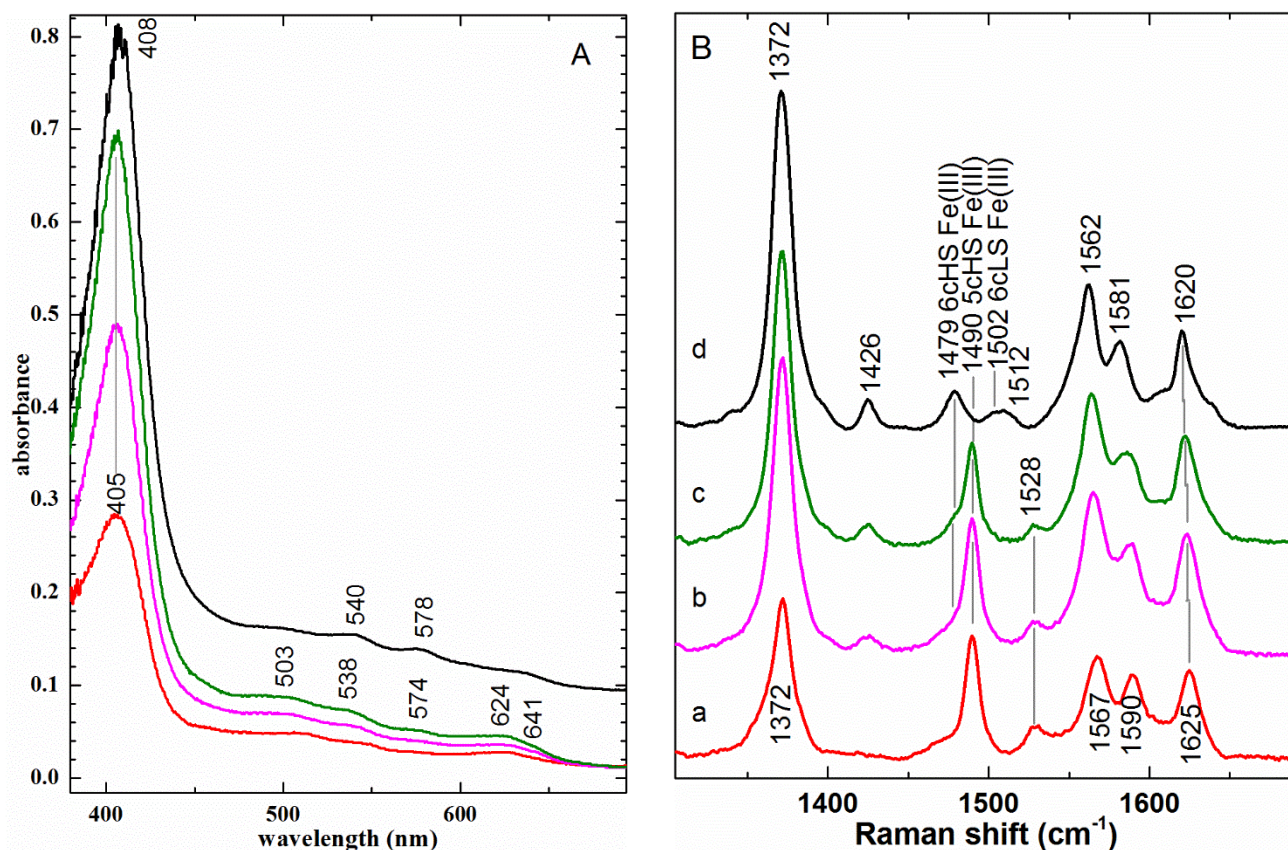 A
408
0.8
0.7
0.6
0.5
0.4
0.3
0.2
0.1
0.0
405
540
578
503
538
574
624
641
400
500
600
absorbance
wavelength (nm)
B
1372
1426
1479 6cHS Fe(III)
1490 5cHS Fe(III)
1502 6cLS Fe(III)
1512
1562
1581
1620
d
c
1528
b
a
1372
1567
1590
1625
1400
1500
1600
Raman shift (cm⁻¹)